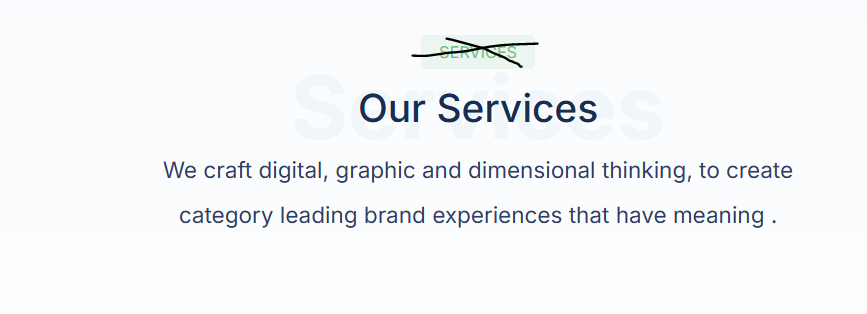 SERVICES
Services
Our Services
We craft digital, graphic and dimensional thinking, to create
category leading brand experiences that have meaning .